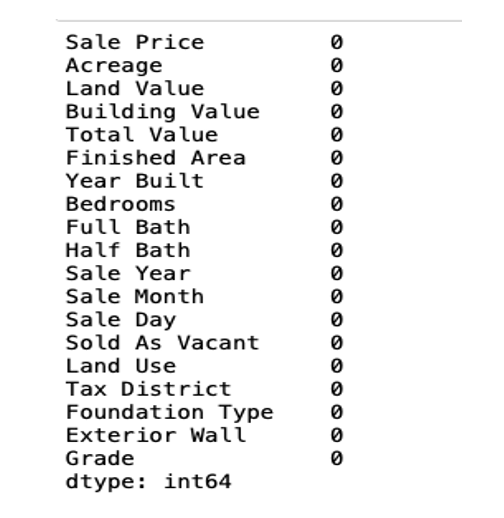 Sale Price 0
Acreage 0
Land Value 0
Building Value 0
Total Value 0
Finished Area 0
Year Built 0
Bedrooms 0
Full Bath 0
Half Bath 0
Sale Year 0
Sale Month 0
Sale Day 0
Sold As Vacant 0
Land Use 0
Tax District 0
Foundation Type 0
Exterior Wall 0
Grade 0
dtype: int64